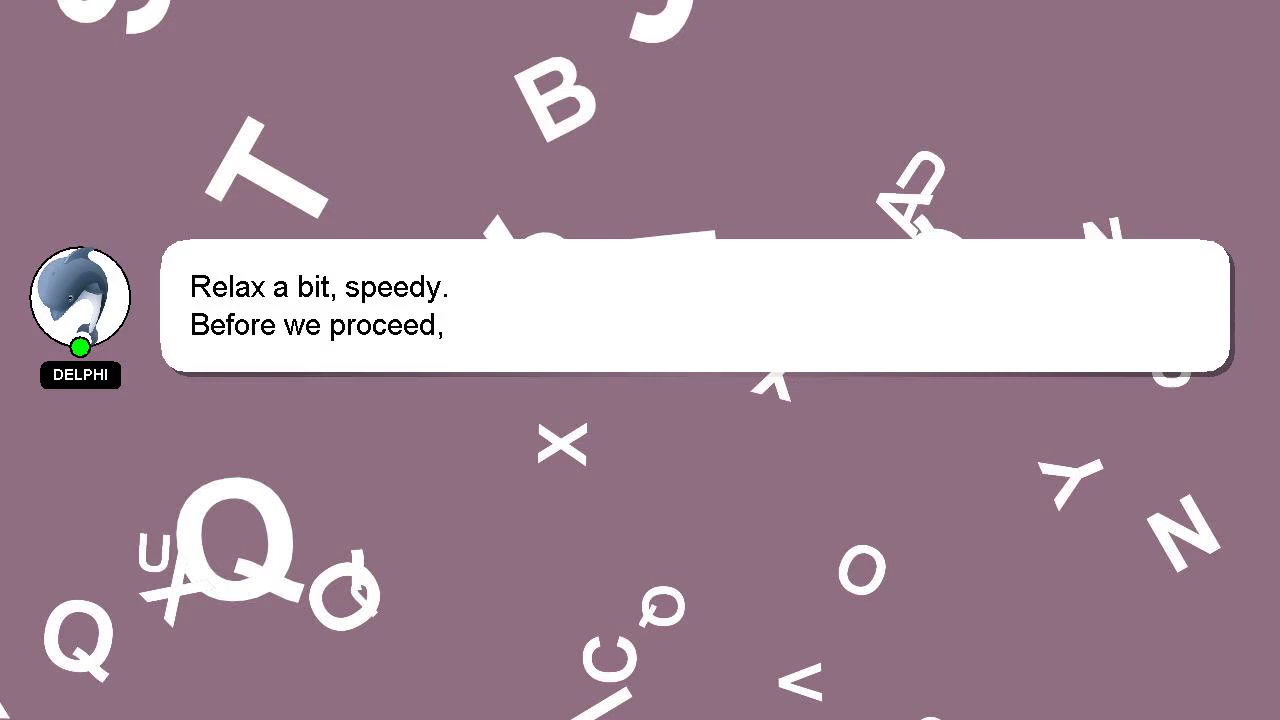 Relax a bit, speedy.
Before we proceed,
DELPHI
B
T
U
A
N
X
Y
N
Q
U
X
Q
O
Q
Q
C
V